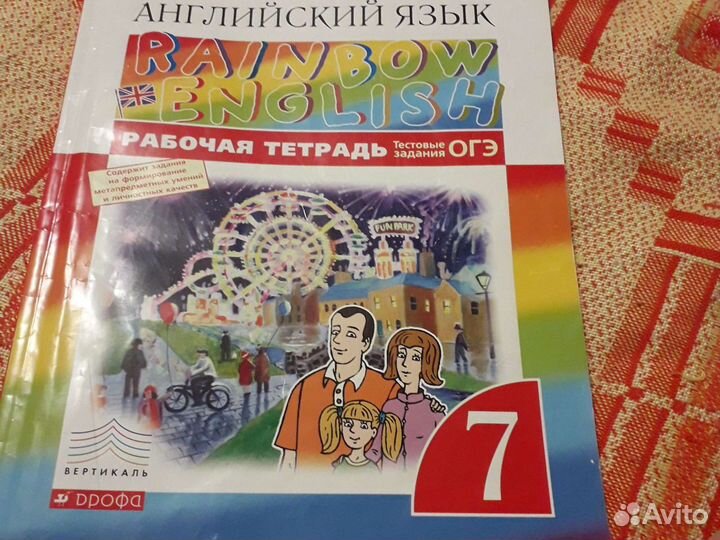 АНГЛИЙСКИЙ ЯЗЫК
RAINBOW
ENGLISH
РАБОЧАЯ ТЕТРАДЬ
Тестовые
задания ОГЭ
Содержит задания
на формирование
метапредметных умений
и личностных качеств
FUN PARK
ВЕРТИКАЛЬ
ДРОФА
7
Avito